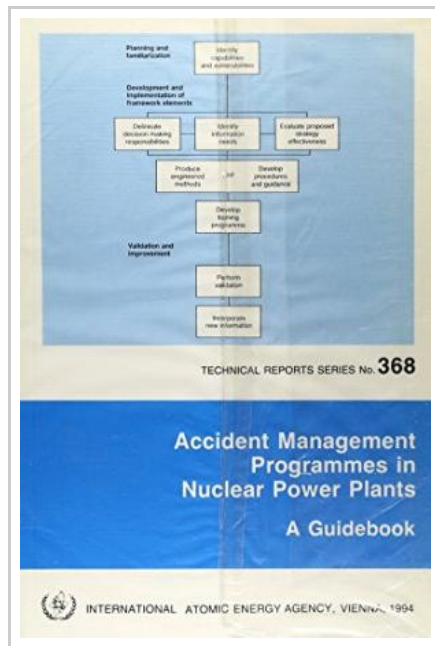 Planning and
familiarization
Identify
capabilities
and vulnerabilities
Development and
implementation of
framework elements
Delineate
decision making
responsibilities
Identify
information
needs
Evaluate proposed
strategy
effectiveness
Produce
engineered
methods
Develop
procedures
and guidance
Develop
training
programme
Validation and
improvement
Perform
validation
Incorporate
new information
TECHNICAL REPORTS SERIES No. 368
Accident Management
Programmes in
Nuclear Power Plants
A Guidebook
INTERNATIONAL ATOMIC ENERGY AGENCY, VIENNA, 1994